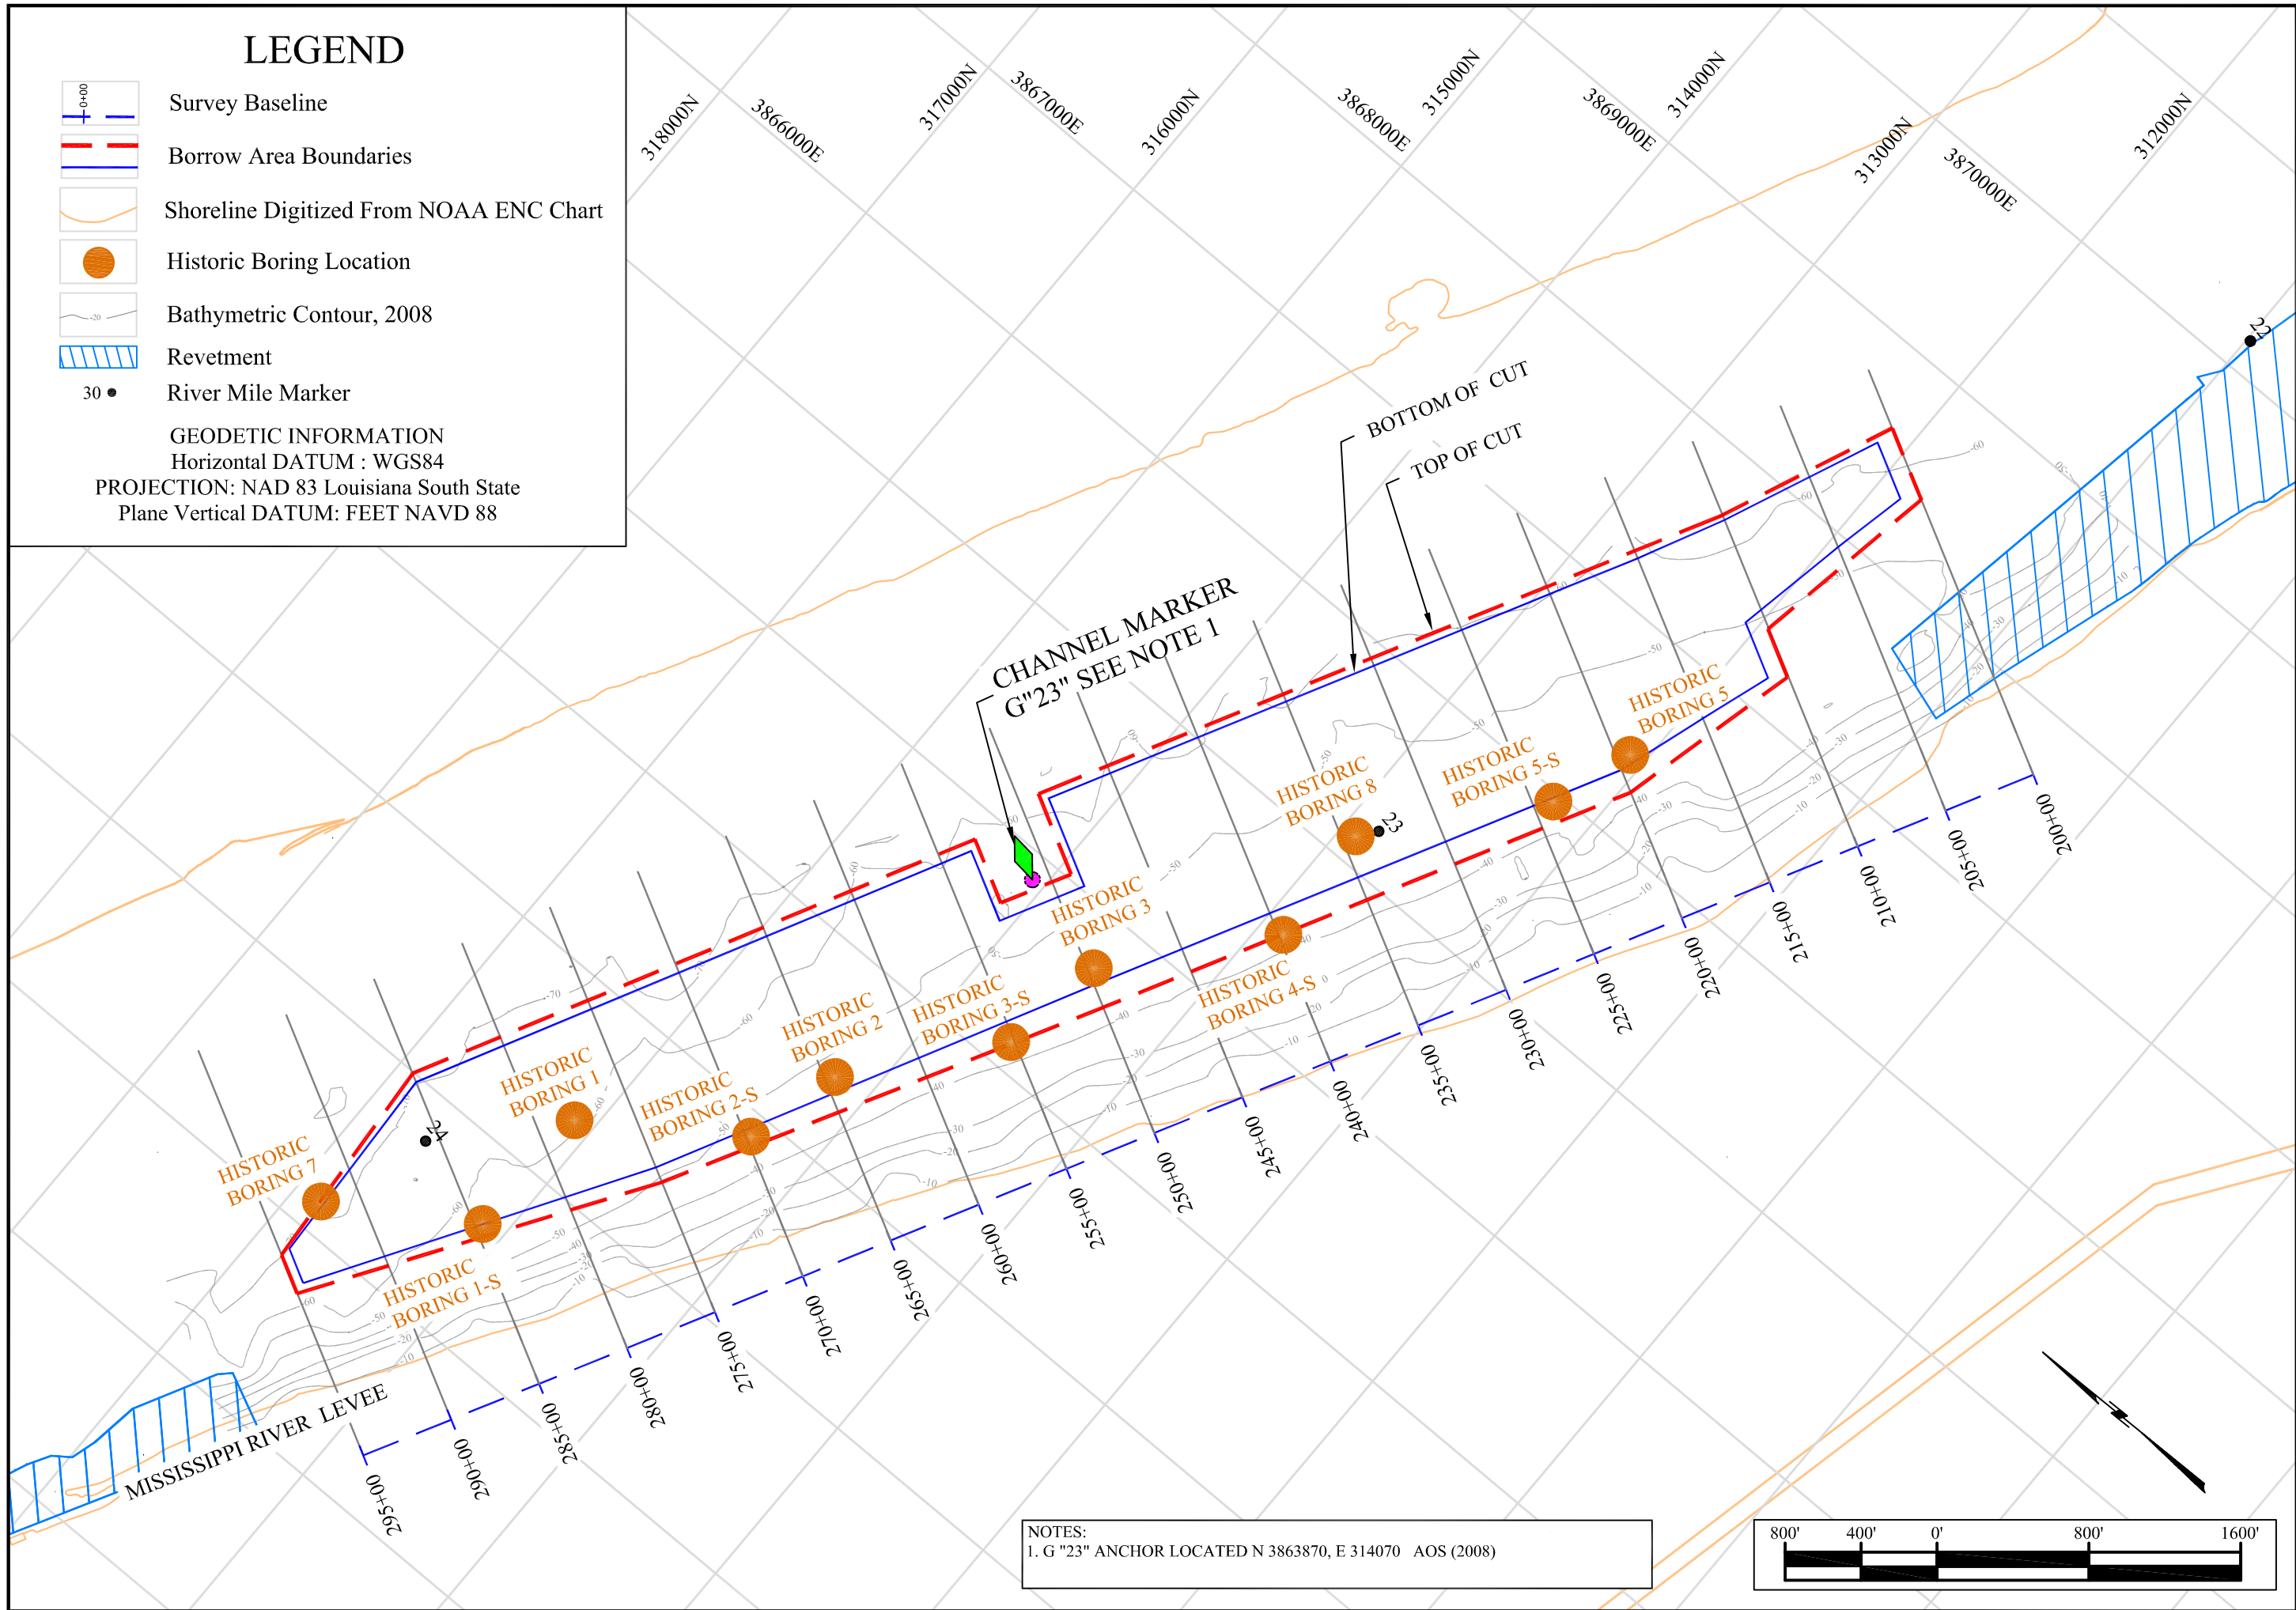 LEGEND
0+00
Survey Baseline
Borrow Area Boundaries
Shoreline Digitized From NOAA ENC Chart
Historic Boring Location
-20
Bathymetric Contour, 2008
Revetment
30
River Mile Marker
GEODETIC INFORMATION
Horizontal DATUM : WGS84
PROJECTION: NAD 83 Louisiana South State
Plane Vertical DATUM: FEET NAVD 88
318000N
3866000E
317000N
3867000E
316000N
3868000E
315000N
3869000E
314000N
313000N
3870000E
312000N
22
BOTTOM OF CUT
TOP OF CUT
CHANNEL MARKER
G"23" SEE NOTE 1
HISTORIC
BORING 5
HISTORIC
BORING 5-S
HISTORIC
BORING 8
23
HISTORIC
BORING 3
HISTORIC
BORING 4-S
HISTORIC
BORING 3-S
HISTORIC
BORING 2
HISTORIC
BORING 2-S
HISTORIC
BORING 1
24
HISTORIC
BORING 7
HISTORIC
BORING 1-S
200+00
205+00
210+00
215+00
220+00
225+00
230+00
235+00
240+00
245+00
250+00
255+00
260+00
265+00
270+00
275+00
280+00
285+00
290+00
295+00
MISSISSIPPI RIVER LEVEE
NOTES:
1. G "23" ANCHOR LOCATED N 3863870, E 314070 AOS (2008)
800' 400' 0' 800' 1600'